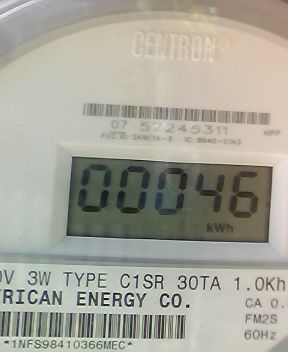 CENTRON®
07 57245311
00046
kWh
0V 3W TYPE C1SR 30TA 1.0Kh
TRICAN ENERGY CO.
CA 0.
FM2S
60Hz
*1NFS98410366MEC*